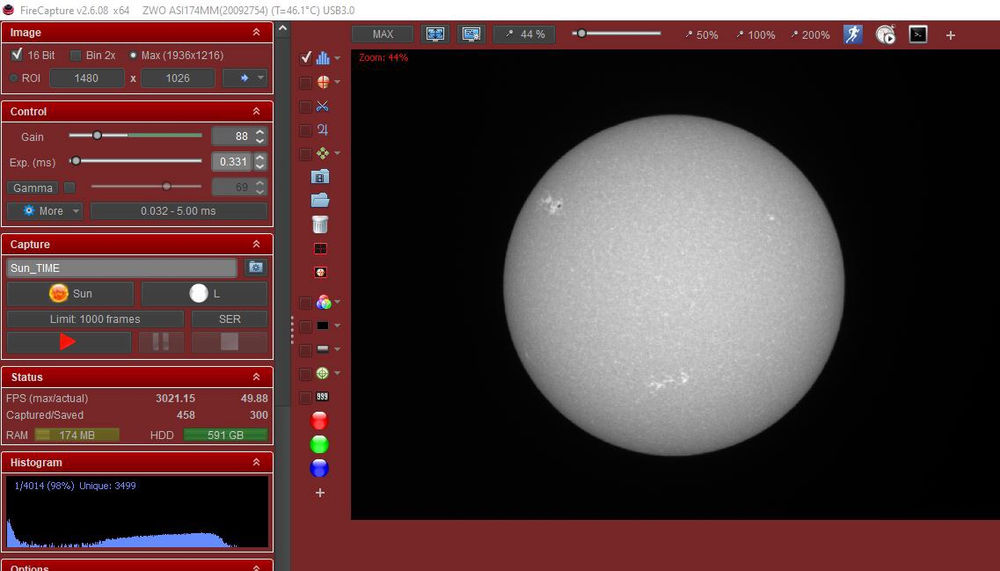 FireCapture v2.6.08 x64 ZWO ASI174MM(20092754) (T=46.1°C) USB3.0
Image
16 Bit Bin 2x Max (1936x1216)
ROI 1480 x 1026
Control
Gain 88
Exp. (ms) 0.331
Gamma 69
More 0.032 - 5.00 ms
Capture
Sun_TIME
Sun L
Limit: 1000 frames SER
Status
FPS (max/actual) 3021.15 49.88
Captured/Saved 458 300
RAM 174 MB HDD 591 GB
Histogram
1/4014 (98%) Unique: 3499
Options
MAX 44 % 50% 100% 200%
Zoom: 44%
999